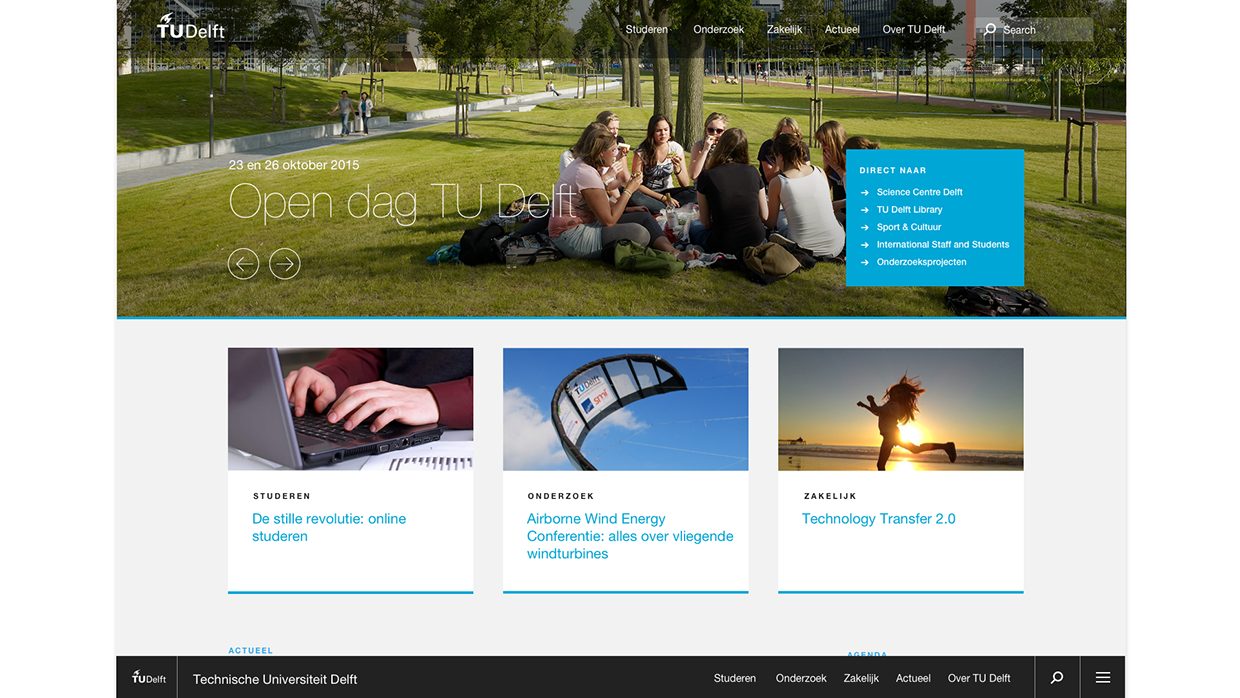 TUDelft
Studeren
Onderzoek
Zakelijk
Actueel
Over TU Delft
Search
23 en 26 oktober 2015
Open dag TU Delft
DIRECT NAAR
Science Centre Delft
TU Delft Library
Sport & Cultuur
International Staff and Students
Onderzoeksprojecten
TUDelft
smi
STUDEREN
De stille revolutie: online
studeren
ONDERZOEK
Airborne Wind Energy
Conferentie: alles over vliegende
windturbines
ZAKELIJK
Technology Transfer 2.0
ACTUEEL
AGENDA
TUDelft
Technische Universiteit Delft
Studeren
Onderzoek
Zakelijk
Actueel
Over TU Delft